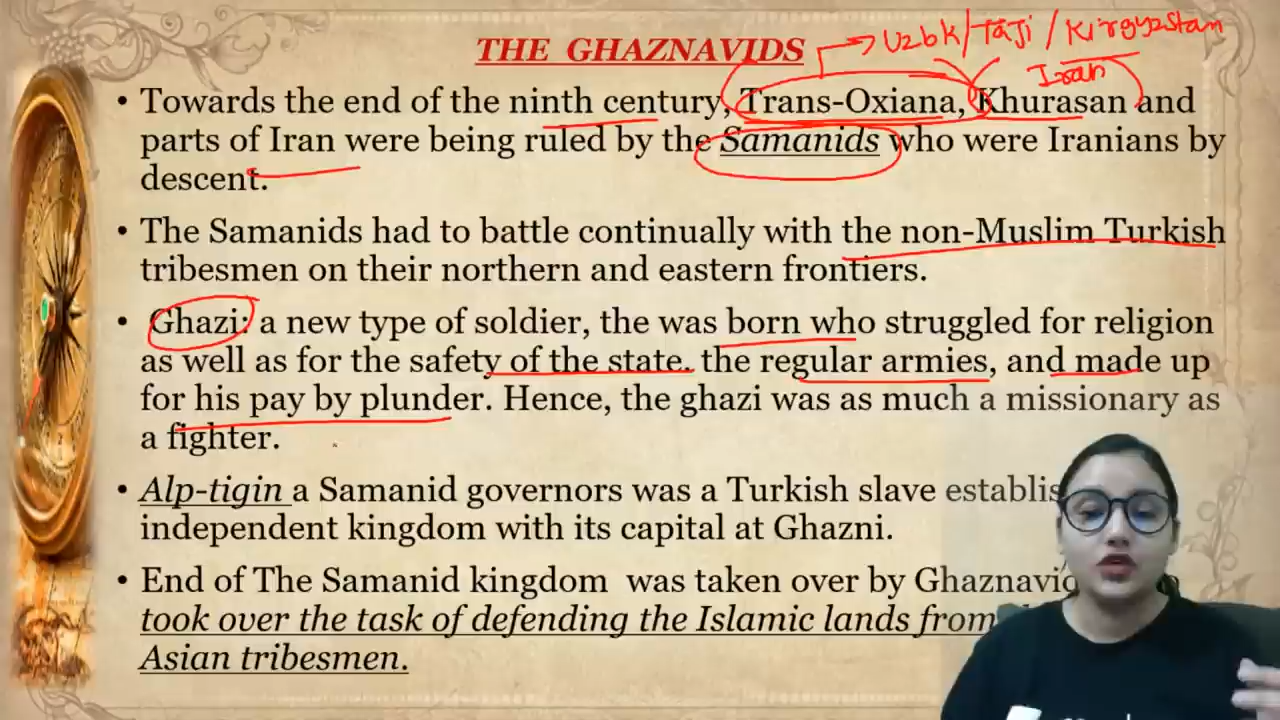 THE GHAZNAVIDS
Uzbk/Taji/Kirgyzstan
Iran
• Towards the end of the ninth century, Trans-Oxiana, Khurasan and
parts of Iran were being ruled by the Samanids who were Iranians by
descent.
• The Samanids had to battle continually with the non-Muslim Turkish
tribesmen on their northern and eastern frontiers.
• Ghazi: a new type of soldier, the was born who struggled for religion
as well as for the safety of the state. the regular armies, and made up
for his pay by plunder. Hence, the ghazi was as much a missionary as
a fighter.
• Alp-tigin a Samanid governors was a Turkish slave
independent kingdom with its capital at Ghazni.
• End of The Samanid kingdom was taken over by
took over the task of defending the Islamic lands from
Asian tribesmen.